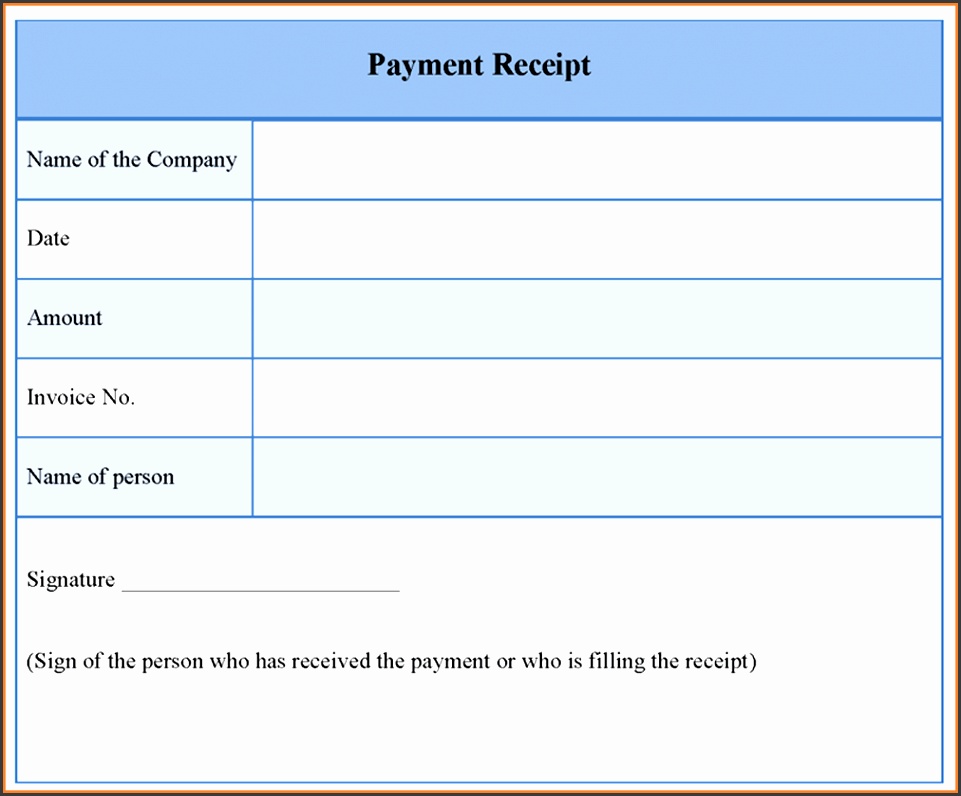 Payment Receipt
Name of the Company
Date
Amount
Invoice No.
Name of person
Signature ______________________
(Sign of the person who has received the payment or who is filling the receipt)